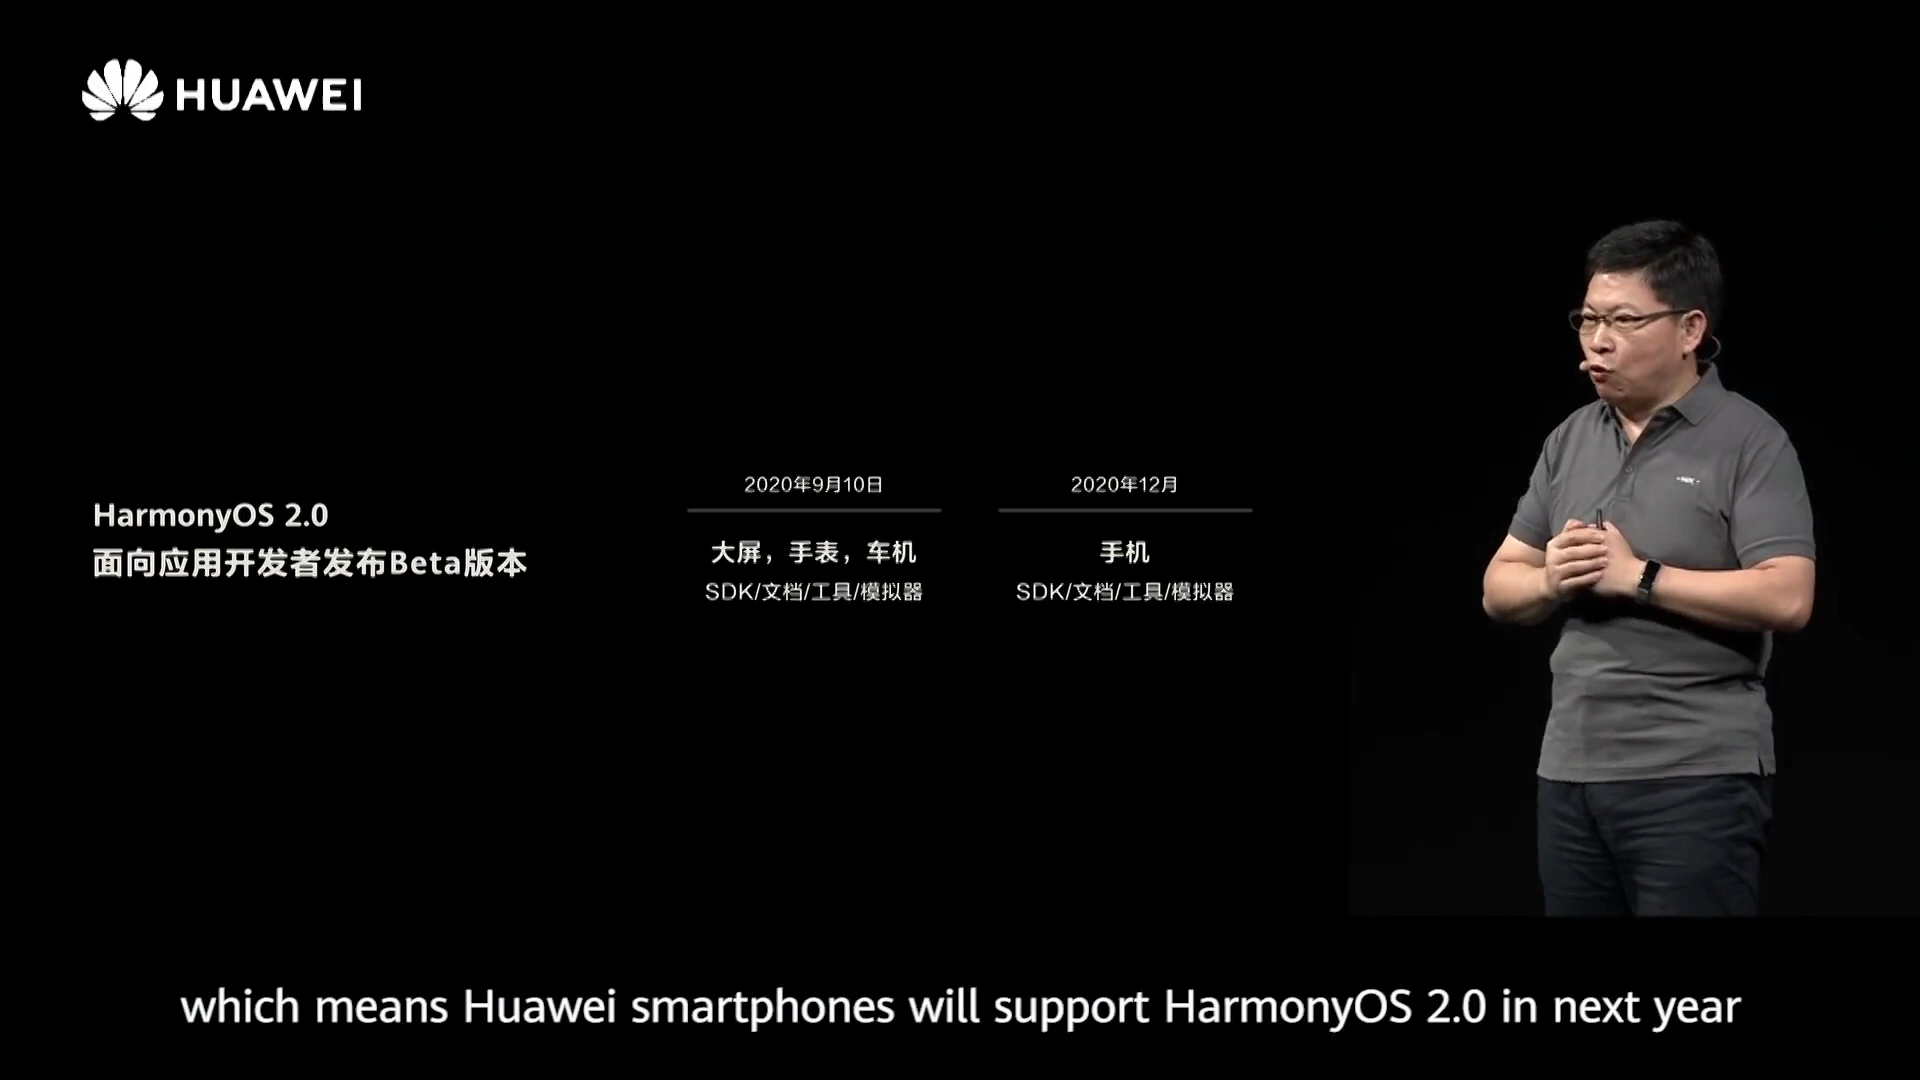 HUAWEI
HarmonyOS 2.0
面向应用开发者发布Beta版本
2020年9月10日
大屏，手表，车机
SDK/文档/工具/模拟器
2020年12月
手机
SDK/文档/工具/模拟器
which means Huawei smartphones will support HarmonyOS 2.0 in next year